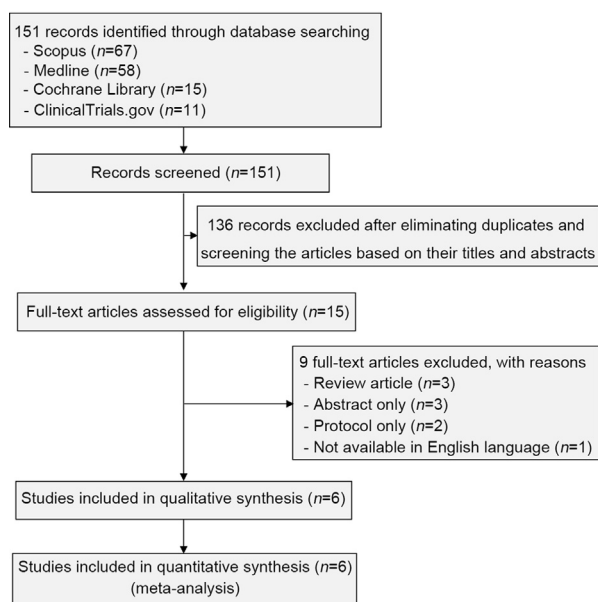 151 records identified through database searching
- Scopus (n=67)
- Medline (n=58)
- Cochrane Library (n=15)
- ClinicalTrials.gov (n=11)
Records screened (n=151)
136 records excluded after eliminating duplicates and
screening the articles based on their titles and abstracts
Full-text articles assessed for eligibility (n=15)
9 full-text articles excluded, with reasons
- Review article (n=3)
- Abstract only (n=3)
- Protocol only (n=2)
- Not available in English language (n=1)
Studies included in qualitative synthesis (n=6)
Studies included in quantitative synthesis (n=6)
(meta-analysis)